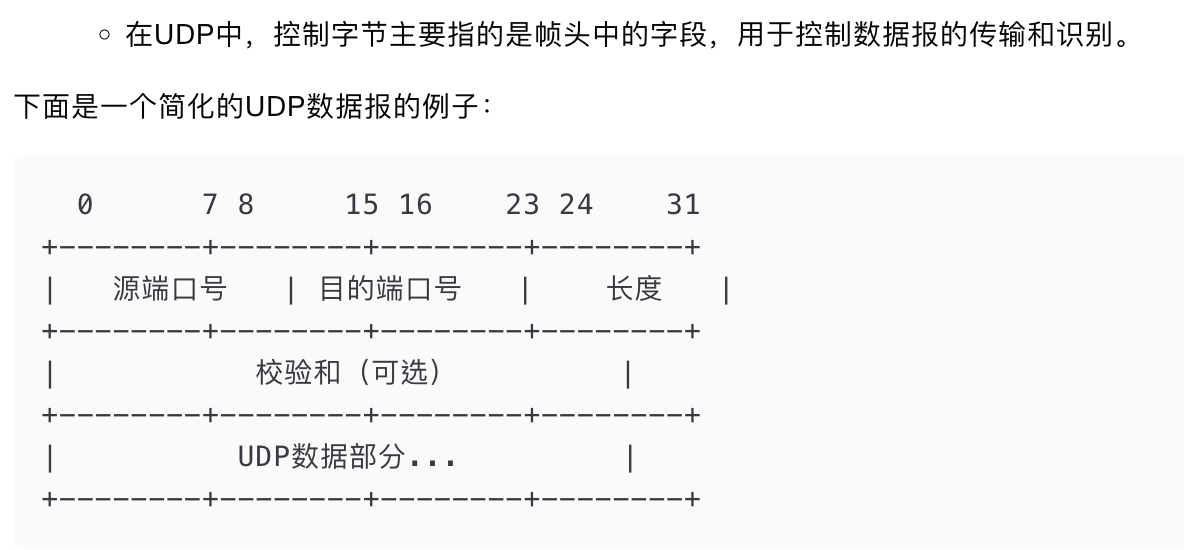 ◦ 在UDP中，控制字节主要指的是帧头中的字段，用于控制数据报的传输和识别。
下面是一个简化的UDP数据报的例子：
  0      7 8     15 16    23 24    31
+--------+--------+--------+--------+
|   源端口号   | 目的端口号   |    长度   |
+--------+--------+--------+--------+
|           校验和（可选）          |
+--------+--------+--------+--------+
|          UDP数据部分...         |
+--------+--------+--------+--------+